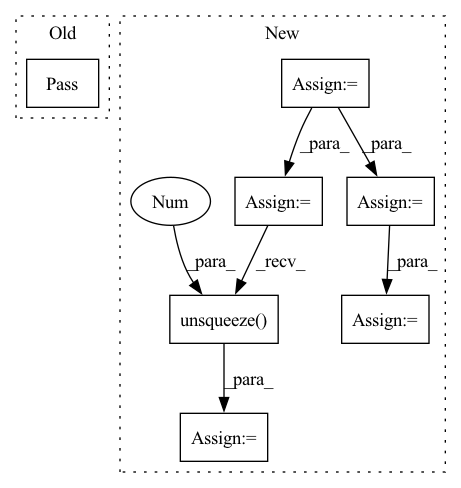 Old
New
Pass
Assign:=
_para_
_para_
Num
Assign:=
Assign:=
_para_
_recv_
_para_
unsqueeze()
Assign:=
_para_
Assign:=